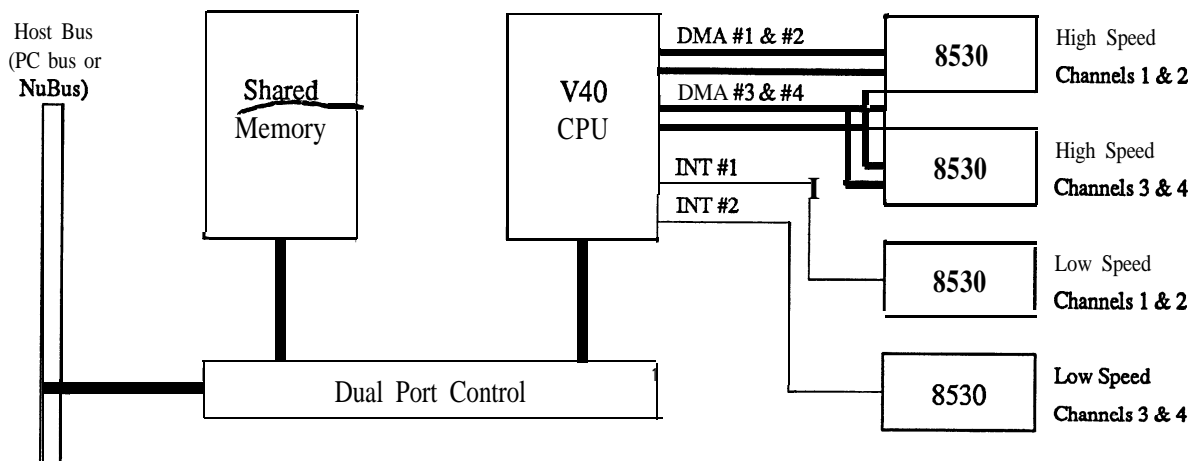 Host Bus
(PC bus or
NuBus)
Shared
Memory
V40
CPU
DMA #1 & #2
DMA #3 & #4
INT #1
INT #2
8530
High Speed
Channels 1 & 2
8530
High Speed
Channels 3 & 4
8530
Low Speed
Channels 1 & 2
8530
Low Speed
Channels 3 & 4
Dual Port Control